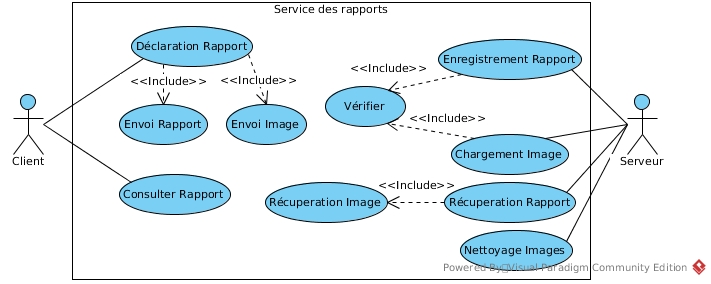 Service des rapports
Déclaration Rapport
Enregistrement Rapport
<<Include>>
<<Include>>
<<Include>>
Vérifier
Envoi Rapport
Envoi Image
<<Include>>
Chargement Image
Client
Serveur
Consulter Rapport
<<Include>>
Récuperation Image
Récuperation Rapport
Nettoyage Images
Powered By Visual Paradigm Community Edition